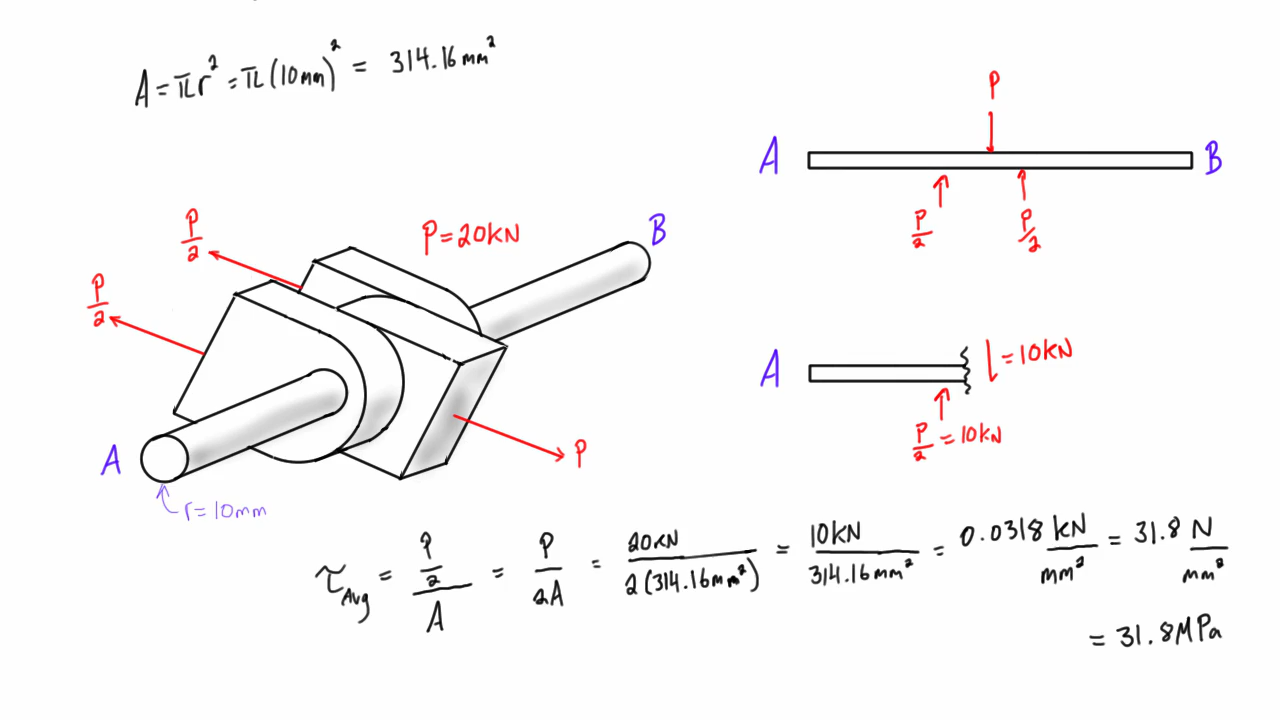 A = πr² = π(10mm)² = 314.16mm²
P
A
B
P/2
P/2
P/2
P = 20KN
B
P/2
A
L = 10KN
P/2 = 10KN
P
A
r = 10mm
τAvg = (P/2)/A = P/2A = 20KN/2(314.16mm²) = 10KN/314.16mm² = 0.0318 KN/mm² = 31.8 N/mm²
= 31.8MPa